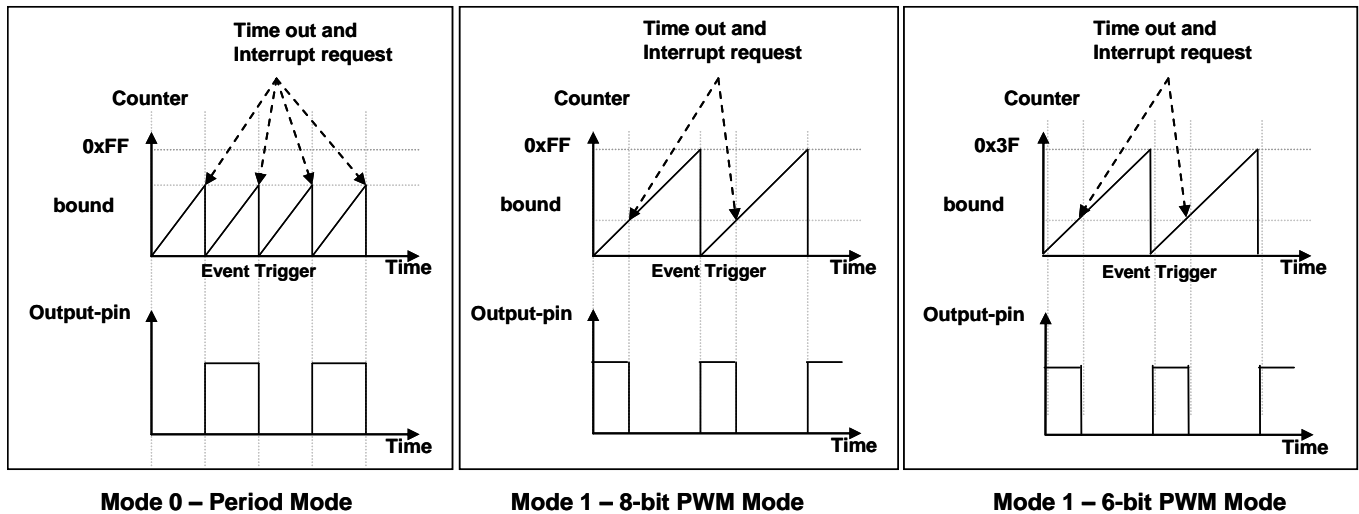 Time out and
Interrupt request
Counter
0xFF
bound
Event Trigger
Time
Output-pin
Time
Mode 0 – Period Mode
Time out and
Interrupt request
Counter
0xFF
bound
Event Trigger
Time
Output-pin
Time
Mode 1 – 8-bit PWM Mode
Time out and
Interrupt request
Counter
0x3F
bound
Event Trigger
Time
Output-pin
Time
Mode 1 – 6-bit PWM Mode